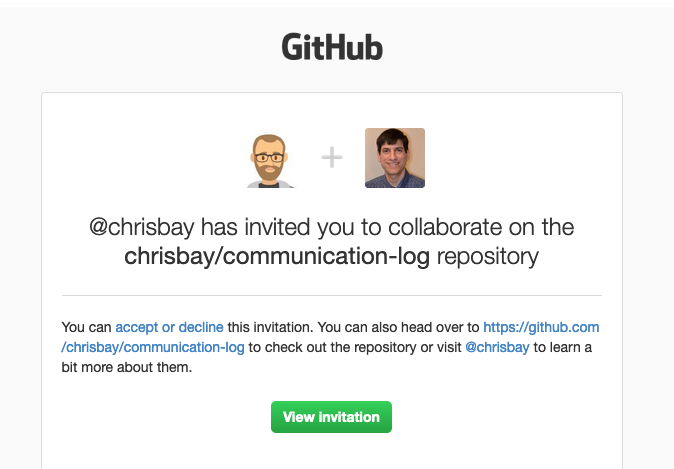 GitHub
@chrisbay has invited you to collaborate on the
chrisbay/communication-log repository
You can accept or decline this invitation. You can also head over to https://github.com
/chrisbay/communication-log to check out the repository or visit @chrisbay to learn a
bit more about them.
View invitation